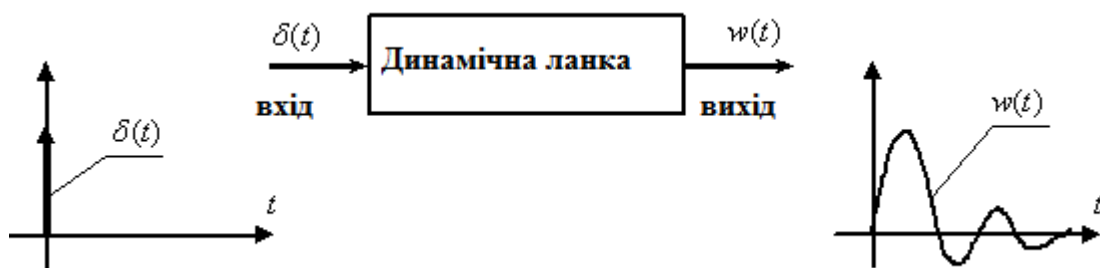 δ(t)
w(t)
Динамічна ланка
вхід
вихід
δ(t)
w(t)
t
t